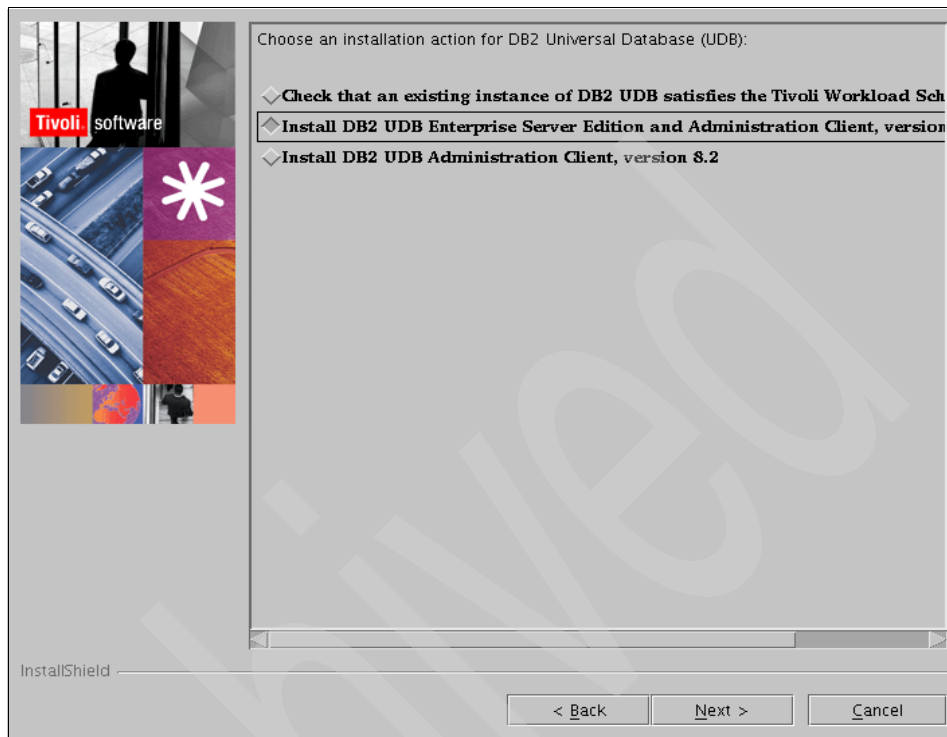 Choose an installation action for DB2 Universal Database (UDB):
Tivoli. software
Check that an existing instance of DB2 UDB satisfies the Tivoli Workload Sch
Install DB2 UDB Enterprise Server Edition and Administration Client, version
Install DB2 UDB Administration Client, version 8.2
InstallShield
< Back
Next >
Cancel
hived